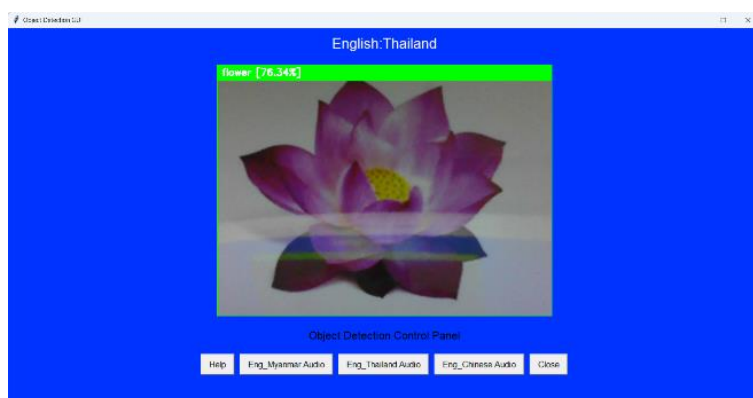 Object Detection GUI
English:Thailand
flower [76.34%]
Object Detection Control Panel
Help Eng_Myanmar Audio Eng_Thailand Audio Eng_Chinese Audio Close